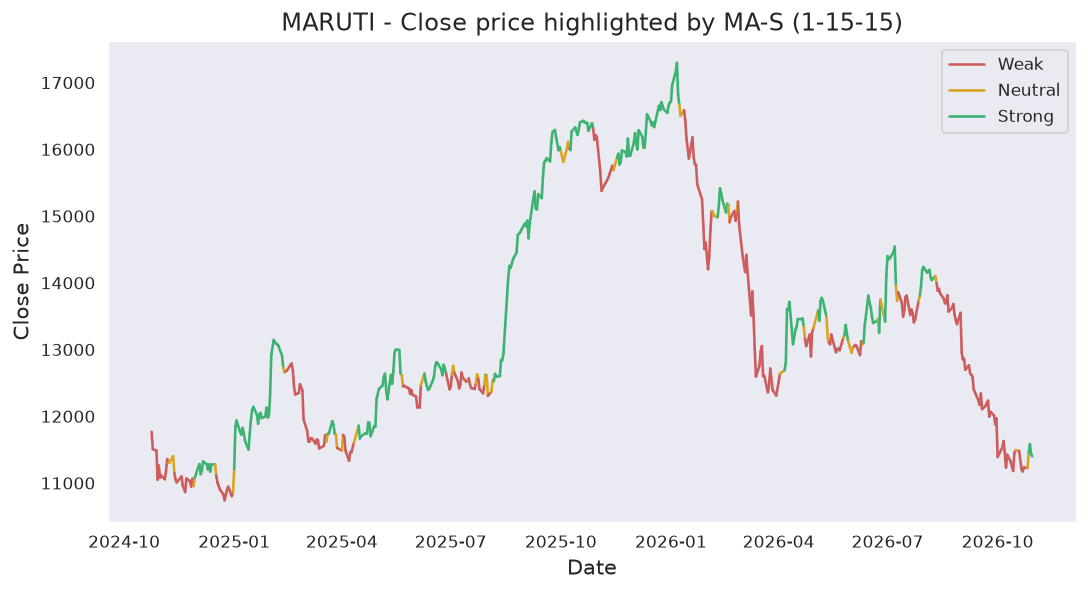 MARUTI - Close price highlighted by MA-S (1-15-15)
Weak
Neutral
Strong
17000
16000
15000
14000
13000
12000
11000
Close Price
2024-10 2025-01 2025-04 2025-07 2025-10 2026-01 2026-04 2026-07 2026-10
Date